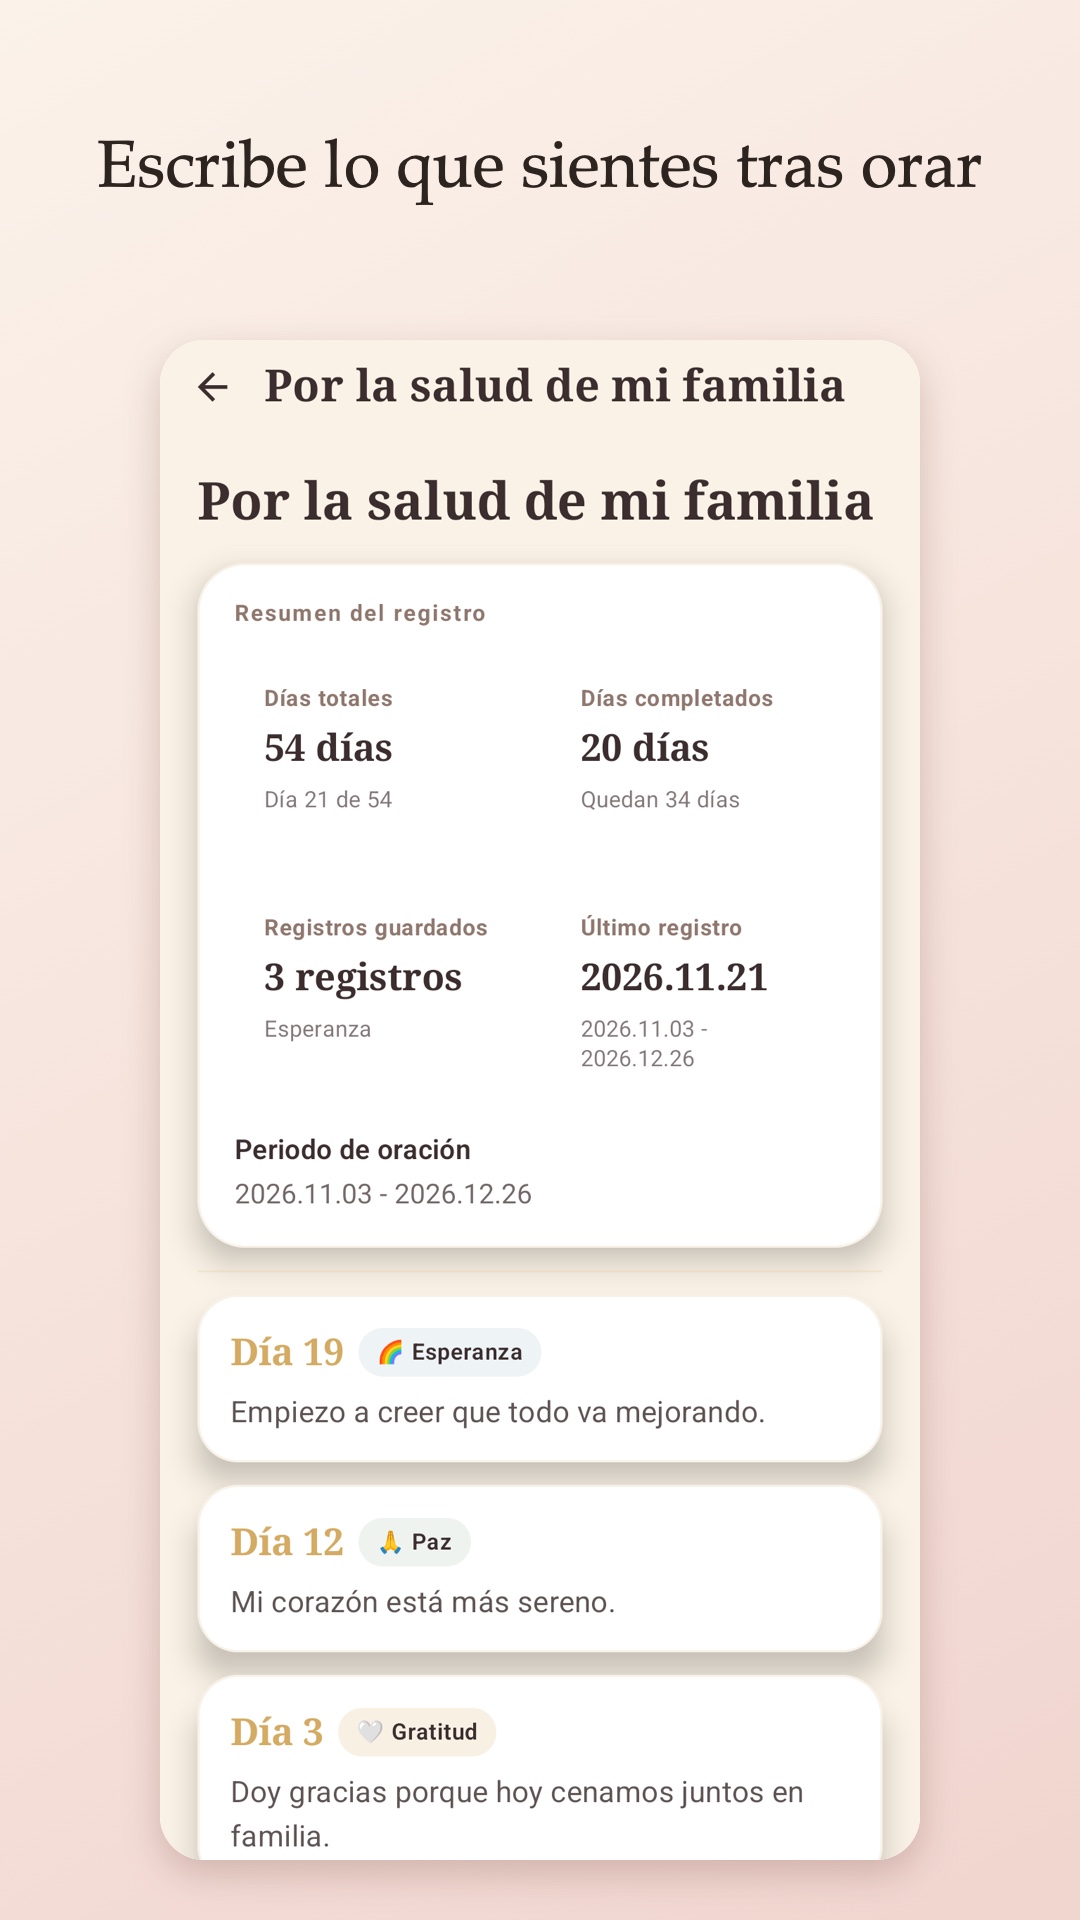 Escribe lo que sientes tras orar
Por la salud de mi familia
Por la salud de mi familia
Resumen del registro
Días totales
54 días
Día 21 de 54
Días completados
20 días
Quedan 34 días
Registros guardados
3 registros
Esperanza
Último registro
2026.11.21
2026.11.03 -
2026.12.26
Periodo de oración
2026.11.03 - 2026.12.26
Día 19 🌈 Esperanza
Empiezo a creer que todo va mejorando.
Día 12 🙏 Paz
Mi corazón está más sereno.
Día 3 🤍 Gratitud
Doy gracias porque hoy cenamos juntos en
familia.